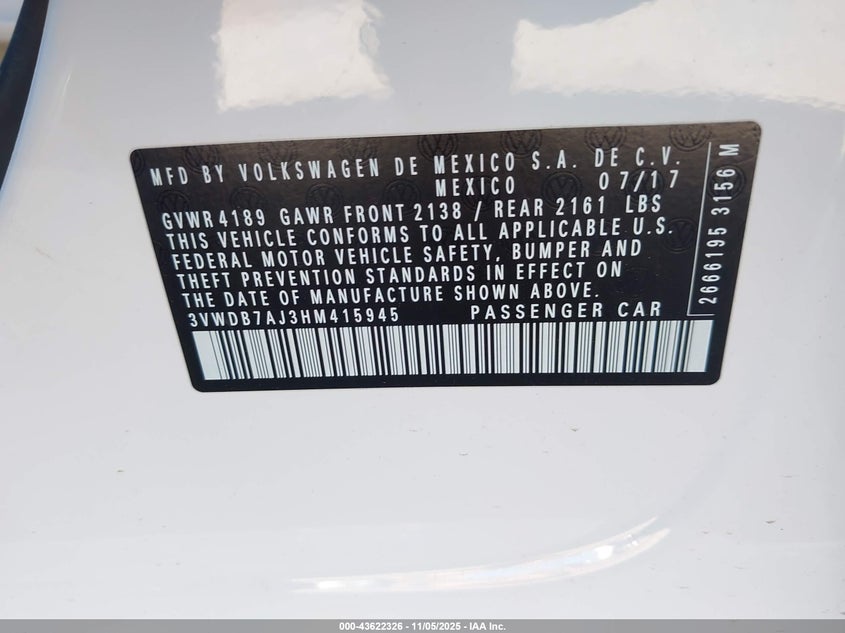 MFD BY VOLKSWAGEN DE MEXICO S.A. DE C.V.
MEXICO 07/17
GVWR 4189 GAWR FRONT 2138 / REAR 2161 LBS
THIS VEHICLE CONFORMS TO ALL APPLICABLE U.S.
FEDERAL MOTOR VEHICLE SAFETY, BUMPER AND
THEFT PREVENTION STANDARDS IN EFFECT ON
THE DATE OF MANUFACTURE SHOWN ABOVE.
3VWDB7AJ3HM415945 PASSENGER CAR
2666195 3156 M
000-43622326 - 11/05/2025 - IAA Inc.